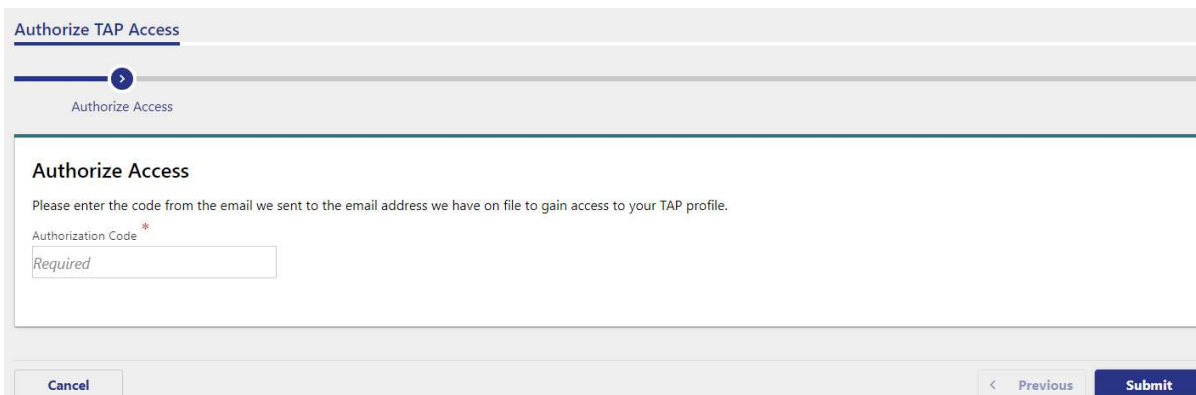 Authorize TAP Access
Authorize Access
Authorize Access
Please enter the code from the email we sent to the email address we have on file to gain access to your TAP profile.
Authorization Code *
Required
Cancel
< Previous
Submit